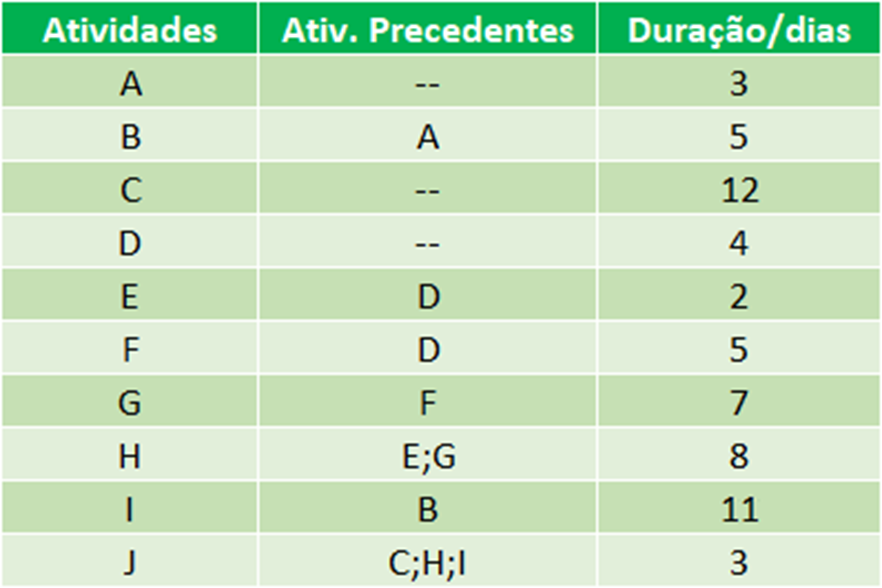 Atividades Ativ. Precedentes Duração/dias
A -- 3
B A 5
C -- 12
D -- 4
E D 2
F D 5
G F 7
H E;G 8
I B 11
J C;H;I 3